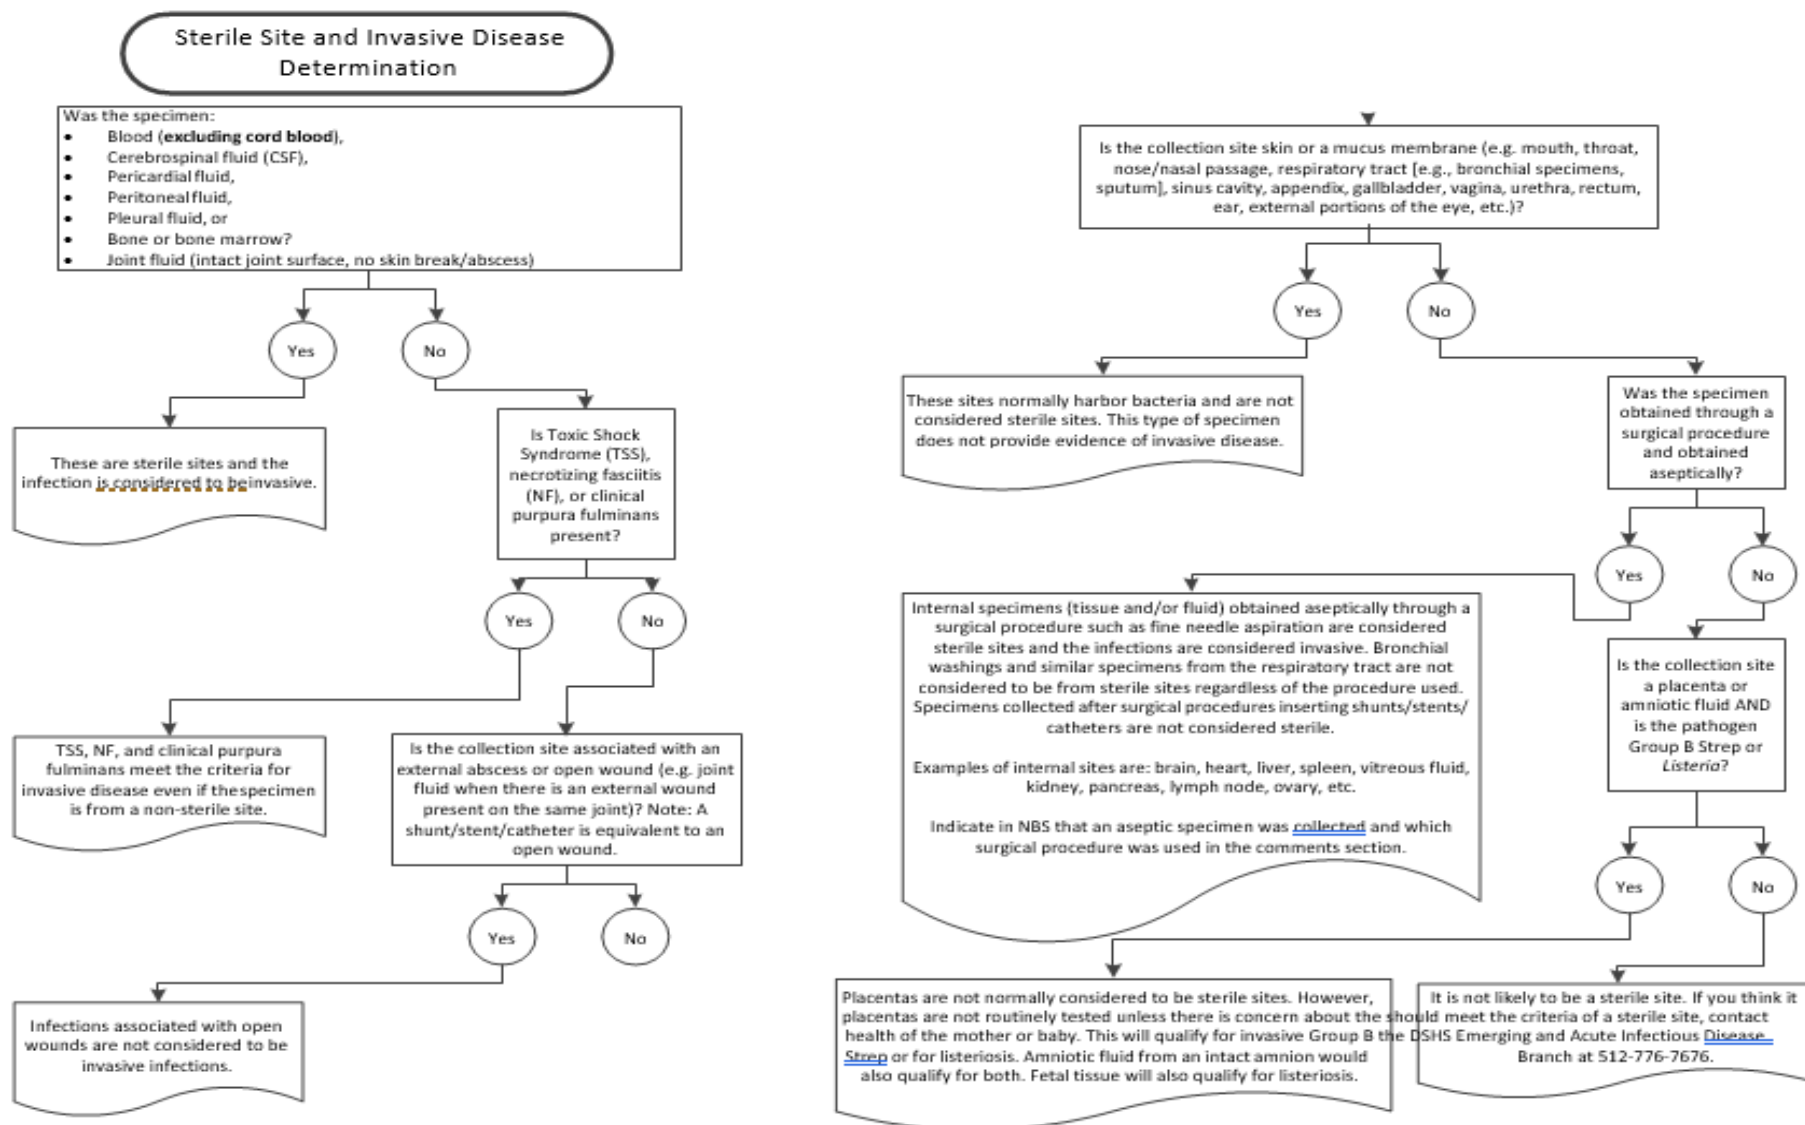 Sterile Site and Invasive Disease
Determination
Was the specimen:
• Blood (excluding cord blood),
• Cerebrospinal fluid (CSF),
• Pericardial fluid,
• Peritoneal fluid,
• Pleural fluid, or
• Bone or bone marrow?
• Joint fluid (intact joint surface, no skin break/abscess)
Yes
No
These are sterile sites and the
infection is considered to beinvasive.
Is Toxic Shock
Syndrome (TSS),
necrotizing fasciitis
(NF), or clinical
purpura fulminans
present?
Yes
No
TSS, NF, and clinical purpura
fulminans meet the criteria for
invasive disease even if thespecimen
is from a non-sterile site.
Is the collection site associated with an
external abscess or open wound (e.g. joint
fluid when there is an external wound
present on the same joint)? Note: A
shunt/stent/catheter is equivalent to an
open wound.
Yes
No
Infections associated with open
wounds are not considered to be
invasive infections.
Is the collection site skin or a mucus membrane (e.g. mouth, throat,
nose/nasal passage, respiratory tract [e.g., bronchial specimens,
sputum], sinus cavity, appendix, gallbladder, vagina, urethra, rectum,
ear, external portions of the eye, etc.)?
Yes
No
These sites normally harbor bacteria and are not
considered sterile sites. This type of specimen
does not provide evidence of invasive disease.
Was the specimen
obtained through a
surgical procedure
and obtained
aseptically?
Yes
No
Internal specimens (tissue and/or fluid) obtained aseptically through a
surgical procedure such as fine needle aspiration are considered
sterile sites and the infections are considered invasive. Bronchial
washings and similar specimens from the respiratory tract are not
considered to be from sterile sites regardless of the procedure used.
Specimens collected after surgical procedures inserting shunts/stents/
catheters are not considered sterile.
Examples of internal sites are: brain, heart, liver, spleen, vitreous fluid,
kidney, pancreas, lymph node, ovary, etc.
Indicate in NBS that an aseptic specimen was collected and which
surgical procedure was used in the comments section.
Is the collection site
a placenta or
amniotic fluid AND
is the pathogen
Group B Strep or
Listeria?
Yes
No
Placentas are not normally considered to be sterile sites. However,
placentas are not routinely tested unless there is concern about the
health of the mother or baby. This will qualify for invasive Group B
Strep or for listeriosis. Amniotic fluid from an intact amnion would
also qualify for both. Fetal tissue will also qualify for listeriosis.
It is not likely to be a sterile site. If you think it
should meet the criteria of a sterile site, contact
the DSHS Emerging and Acute Infectious Disease
Branch at 512-776-7676.